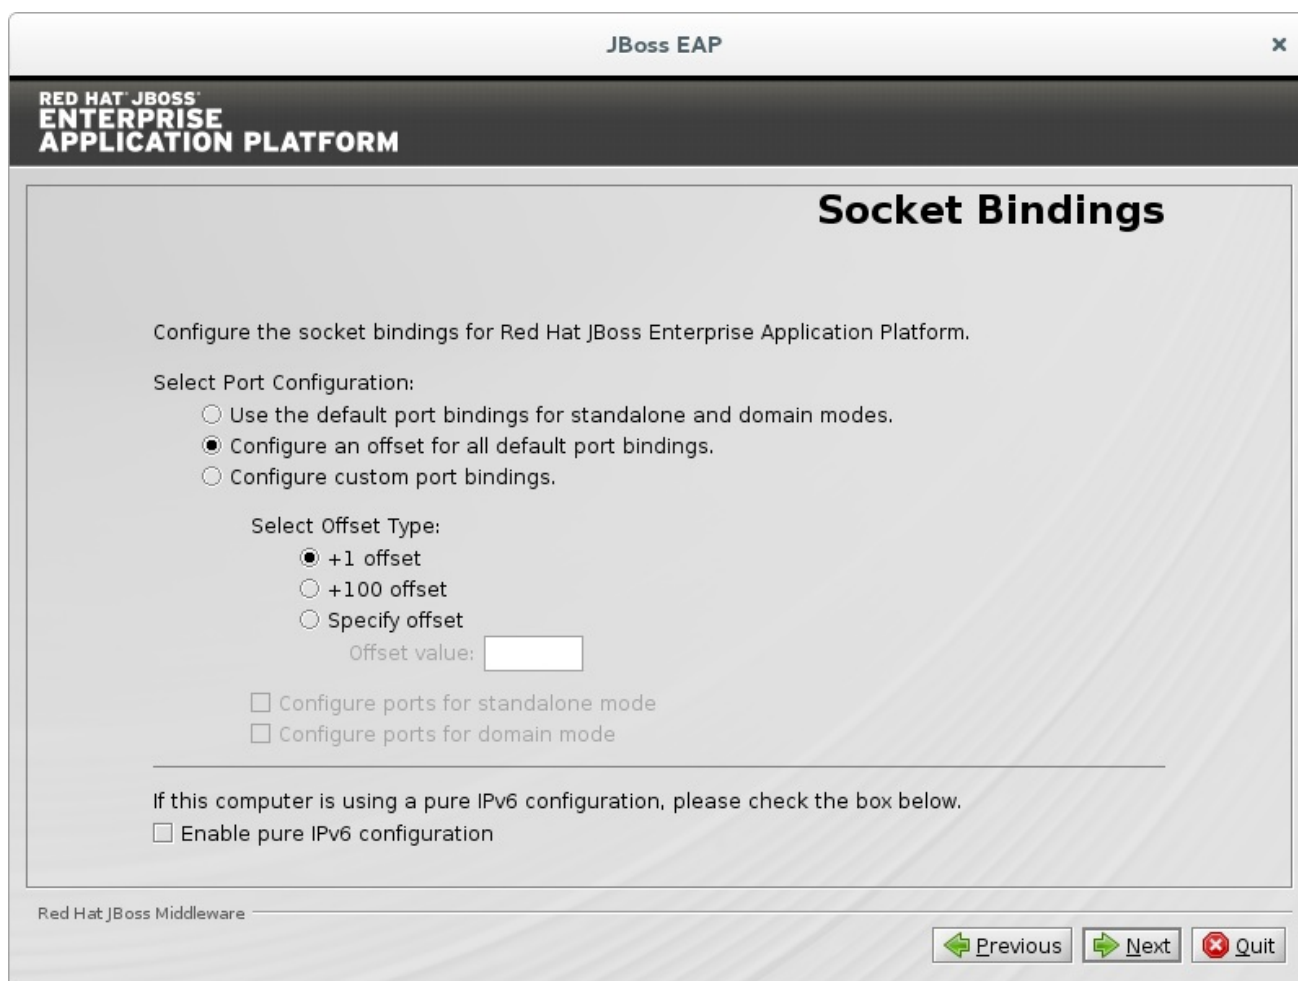 JBoss EAP
RED HAT® JBOSS®
ENTERPRISE
APPLICATION PLATFORM
Socket Bindings
Configure the socket bindings for Red Hat JBoss Enterprise Application Platform.
Select Port Configuration:
Use the default port bindings for standalone and domain modes.
Configure an offset for all default port bindings.
Configure custom port bindings.
Select Offset Type:
+1 offset
+100 offset
Specify offset
Offset value:
Configure ports for standalone mode
Configure ports for domain mode
If this computer is using a pure IPv6 configuration, please check the box below.
Enable pure IPv6 configuration
Red Hat JBoss Middleware
Previous Next Quit